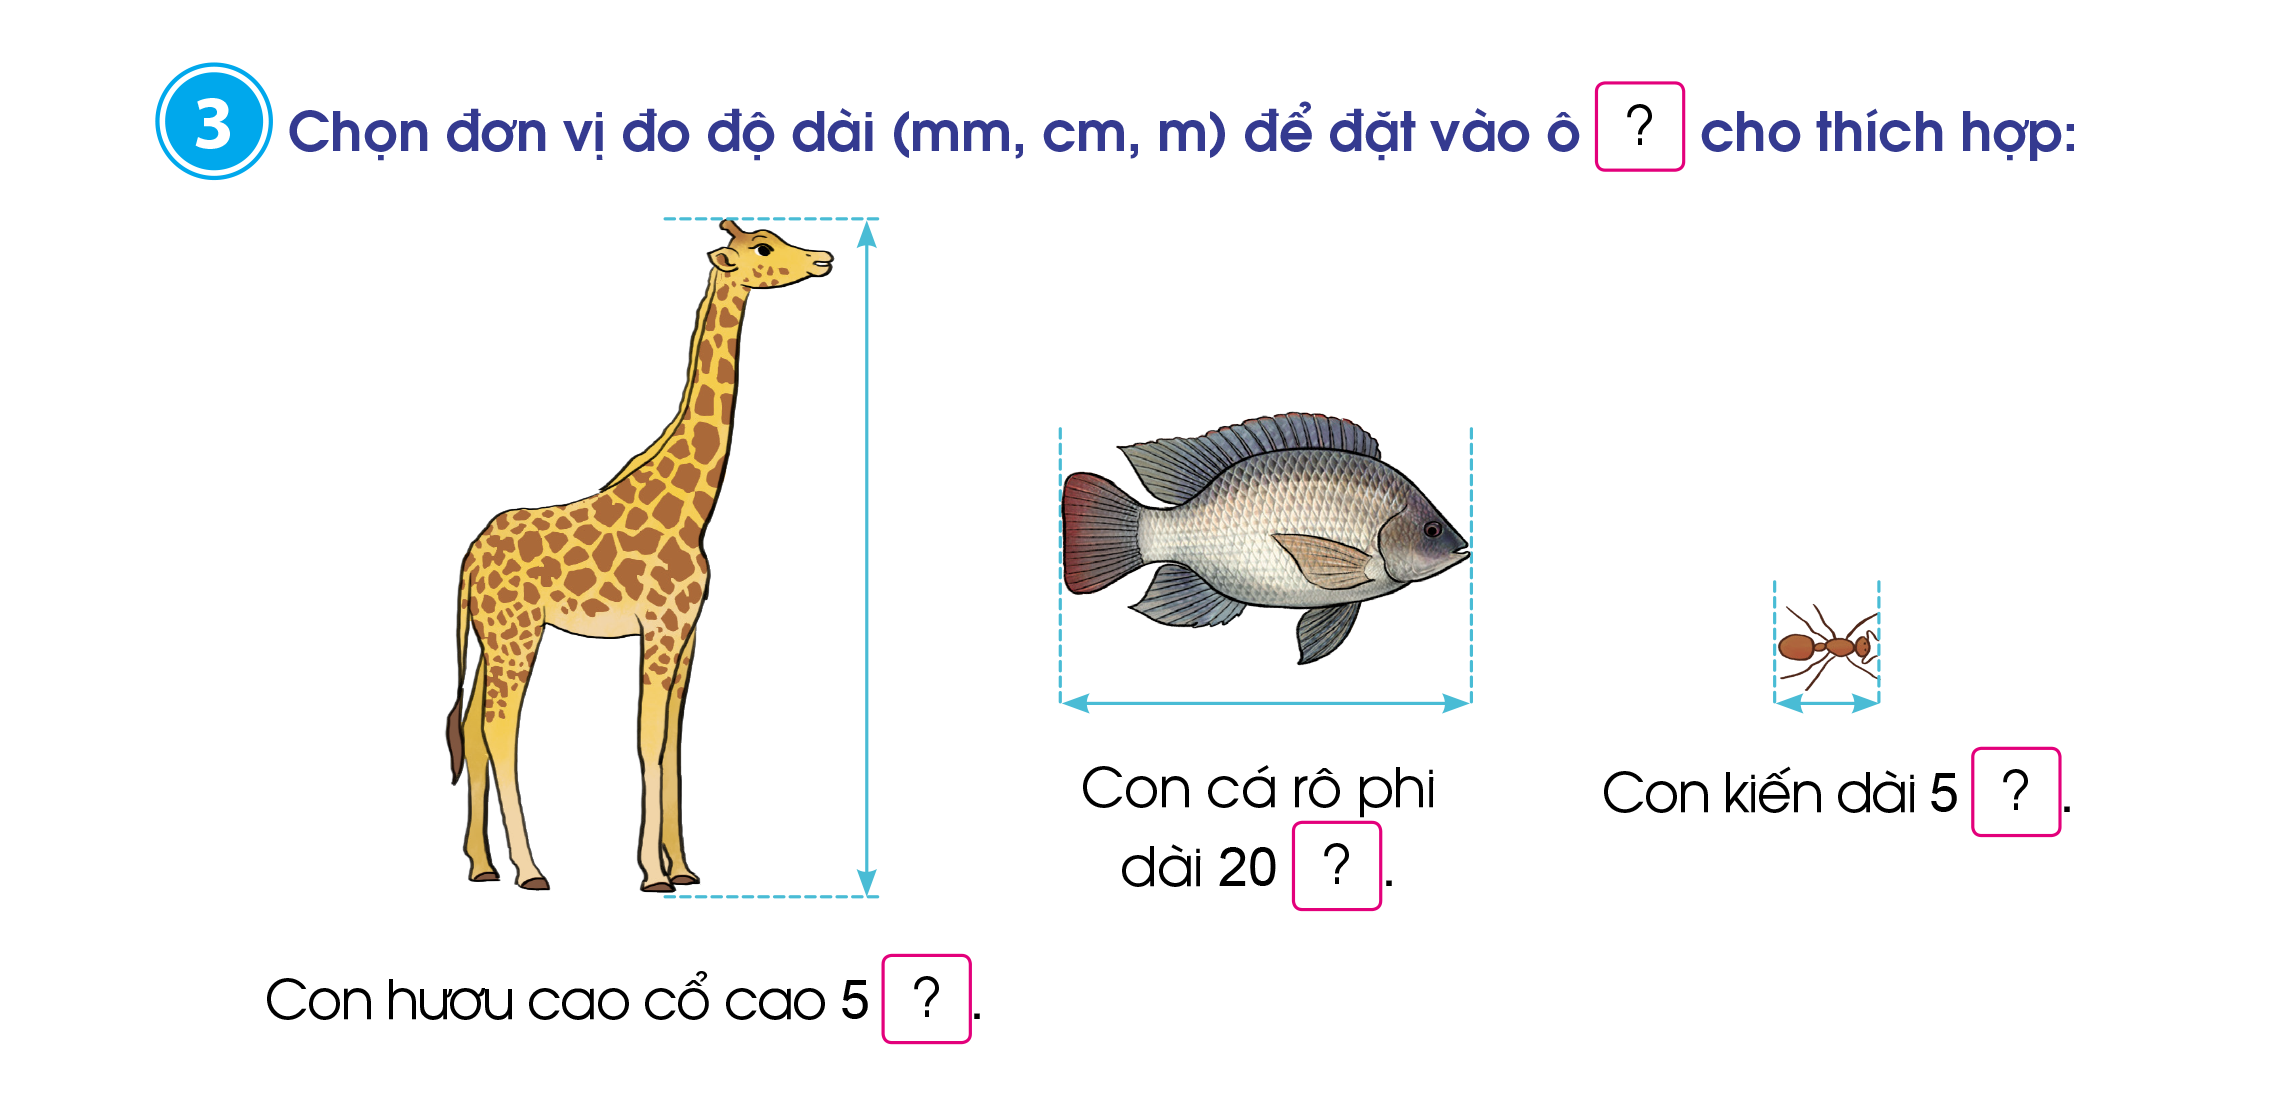 3 Chọn đơn vị đo độ dài (mm, cm, m) để đặt vào ô ? cho thích hợp:
Con cá rô phi
dài 20 ?.
Con kiến dài 5 ?.
Con hươu cao cổ cao 5 ?.